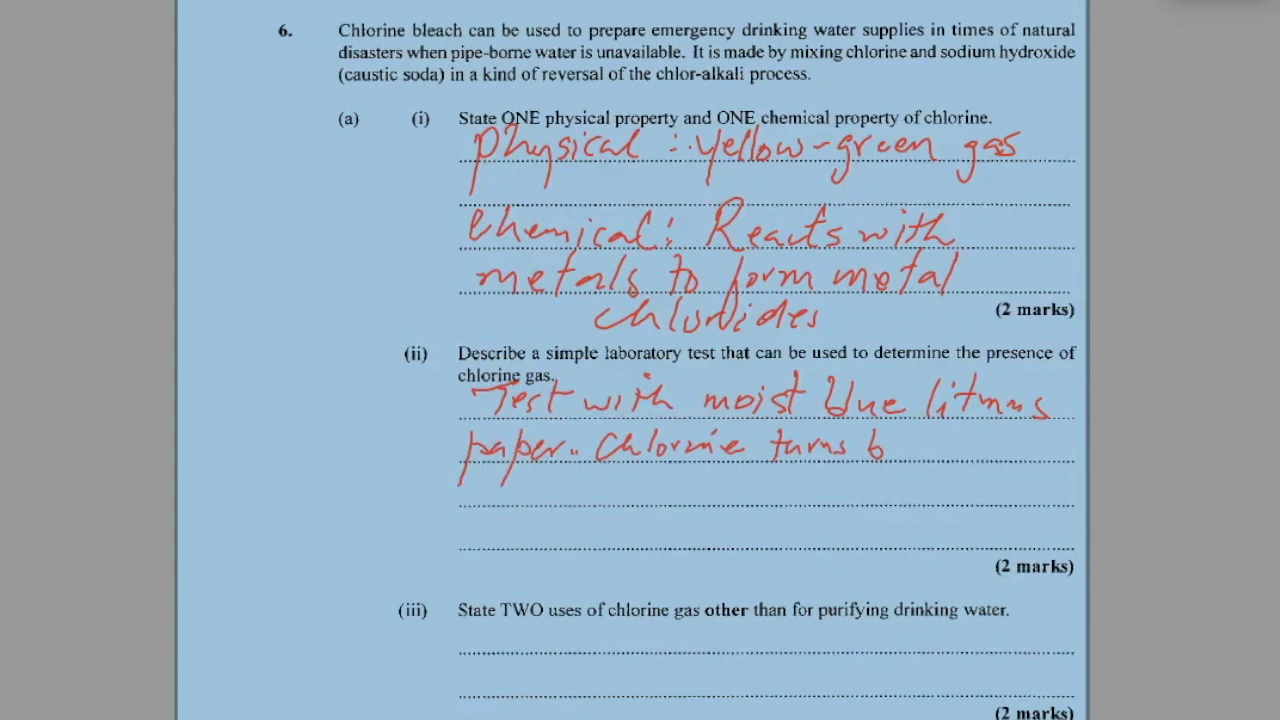 6. Chlorine bleach can be used to prepare emergency drinking water supplies in times of natural
disasters when pipe-borne water is unavailable. It is made by mixing chlorine and sodium hydroxide
(caustic soda) in a kind of reversal of the chlor-alkali process.
(a) (i) State ONE physical property and ONE chemical property of chlorine.
physical : yellow-green gas
Chemical: Reacts with
metals to form metal
chlorides
(2 marks)
(ii) Describe a simple laboratory test that can be used to determine the presence of
chlorine gas.
Test with moist blue litmus
paper. Chlorine turns b
(2 marks)
(iii) State TWO uses of chlorine gas other than for purifying drinking water.
(2 marks)